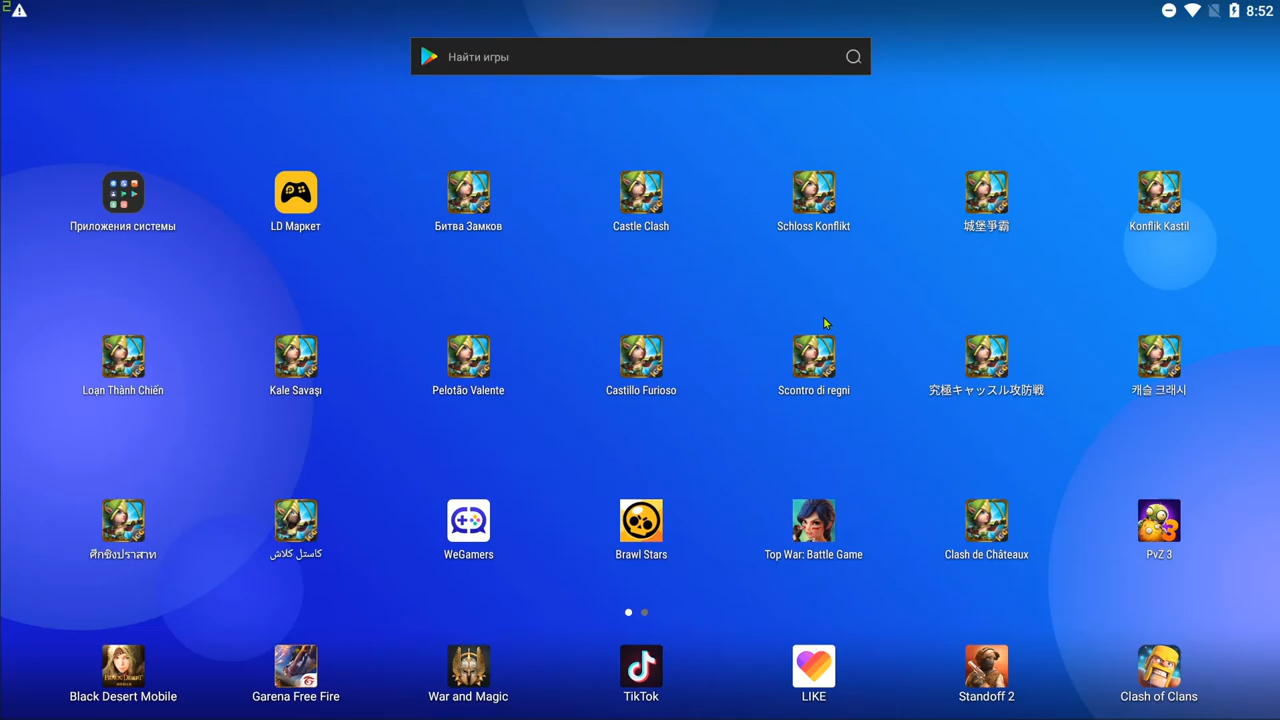 2
8:52
Найти игры
Приложения системы
LD Маркет
Битва Замков
Castle Clash
Schloss Konflikt
城堡爭霸
Konflik Kastil
Loạn Thành Chiến
Kale Savaşı
Pelotão Valente
Castillo Furioso
Scontro di regni
究極キャッスル攻防戦
캐슬 크래시
ศึกชิงปราสาท
كاستل كلاش
WeGamers
Brawl Stars
Top War: Battle Game
Clash de Châteaux
PvZ 3
Black Desert Mobile
Garena Free Fire
War and Magic
TikTok
LIKE
Standoff 2
Clash of Clans